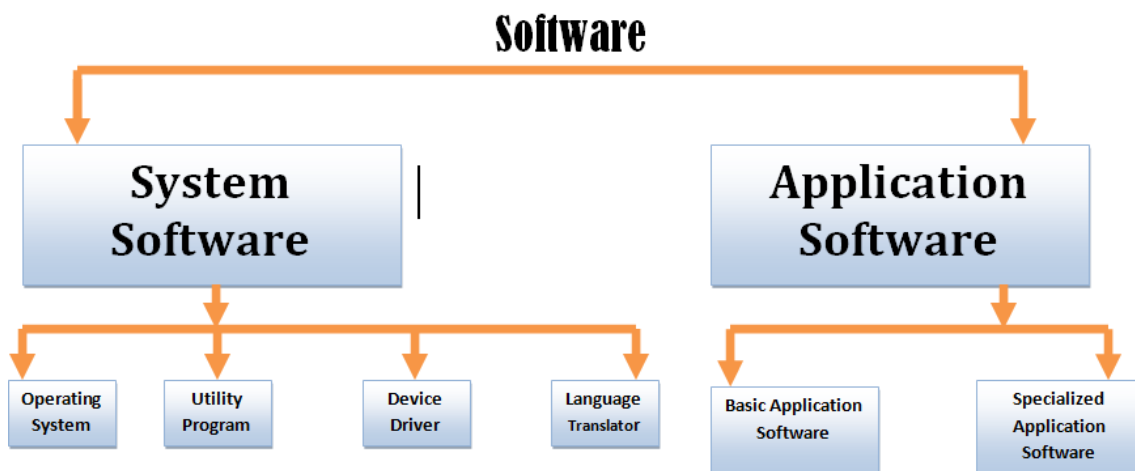 Software
System
Software
Application
Software
Operating
System
Utility
Program
Device
Driver
Language
Translator
Basic Application
Software
Specialized
Application
Software